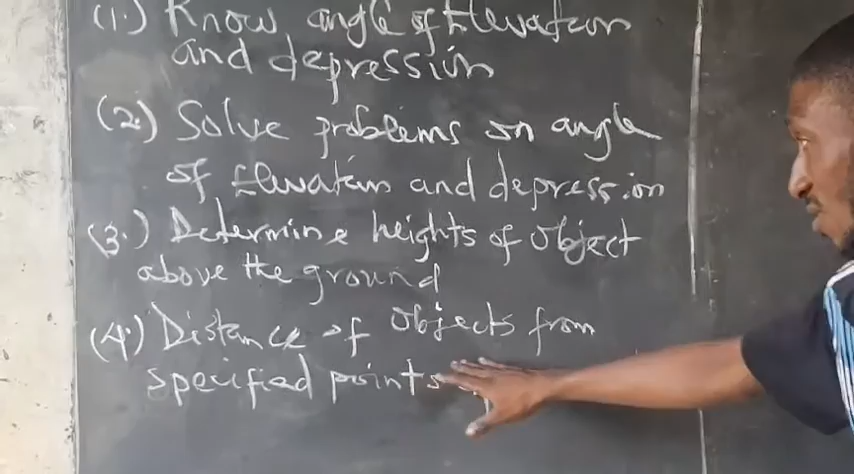 (1.) Know angle of Elevation
and depression
(2.) Solve problems on angle
of Elevation and depression
(3.) Determine heights of Object
above the ground
(4.) Distance of Objects from
specified points